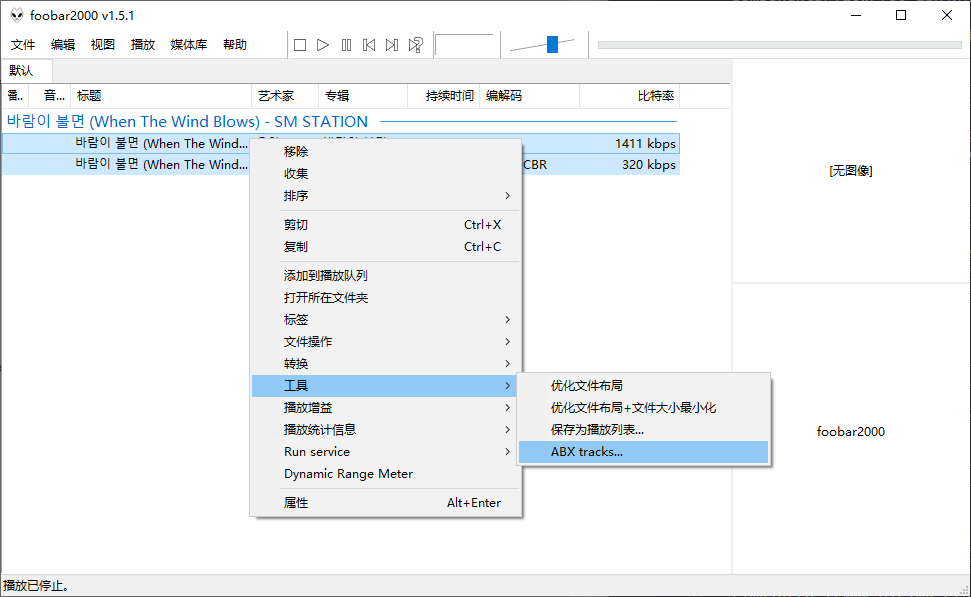 foobar2000 v1.5.1
文件 编辑 视图 播放 媒体库 帮助
默认
番.. 音... 标题 艺术家 专辑 持续时间 编解码 比特率
바람이 불면 (When The Wind Blows) - SM STATION
바람이 불면 (When The Wind... 1411 kbps
바람이 불면 (When The Wind... CBR 320 kbps
移除
收集
排序
剪切 Ctrl+X
复制 Ctrl+C
添加到播放队列
打开所在文件夹
标签
文件操作
转换
工具
播放增益
播放统计信息
Run service
Dynamic Range Meter
属性 Alt+Enter
优化文件布局
优化文件布局+文件大小最小化
保存为播放列表...
ABX tracks...
[无图像]
foobar2000
播放已停止。